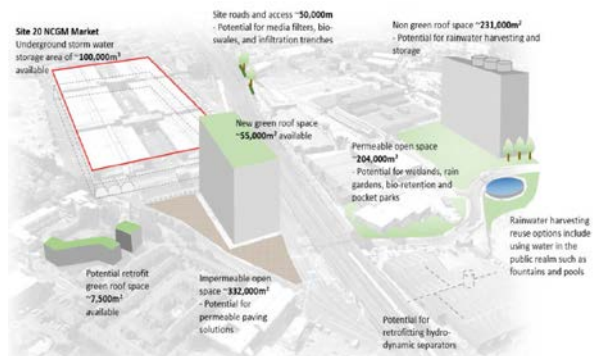 Site 20 NCGM Market
Underground storm water
storage area of ~100,000m²
available
Site roads and access ~50,000m
- Potential for media filters, bio-
swales, and infiltration trenches
Non green roof space ~231,000m²
- Potential for rainwater harvesting and
storage
New green roof space
~55,000m² available
Permeable open space
~204,000m²
- Potential for wetlands, rain
gardens, bio-retention and
pocket parks
Rainwater harvesting
reuse options include
using water in the
public realm such as
fountains and pools
Potential retrofit
green roof space
~7,500m²
available
Impermeable open
space ~332,000m²
- Potential for
permeable paving
solutions
Potential for
retrofitting hydro-
dynamic separators